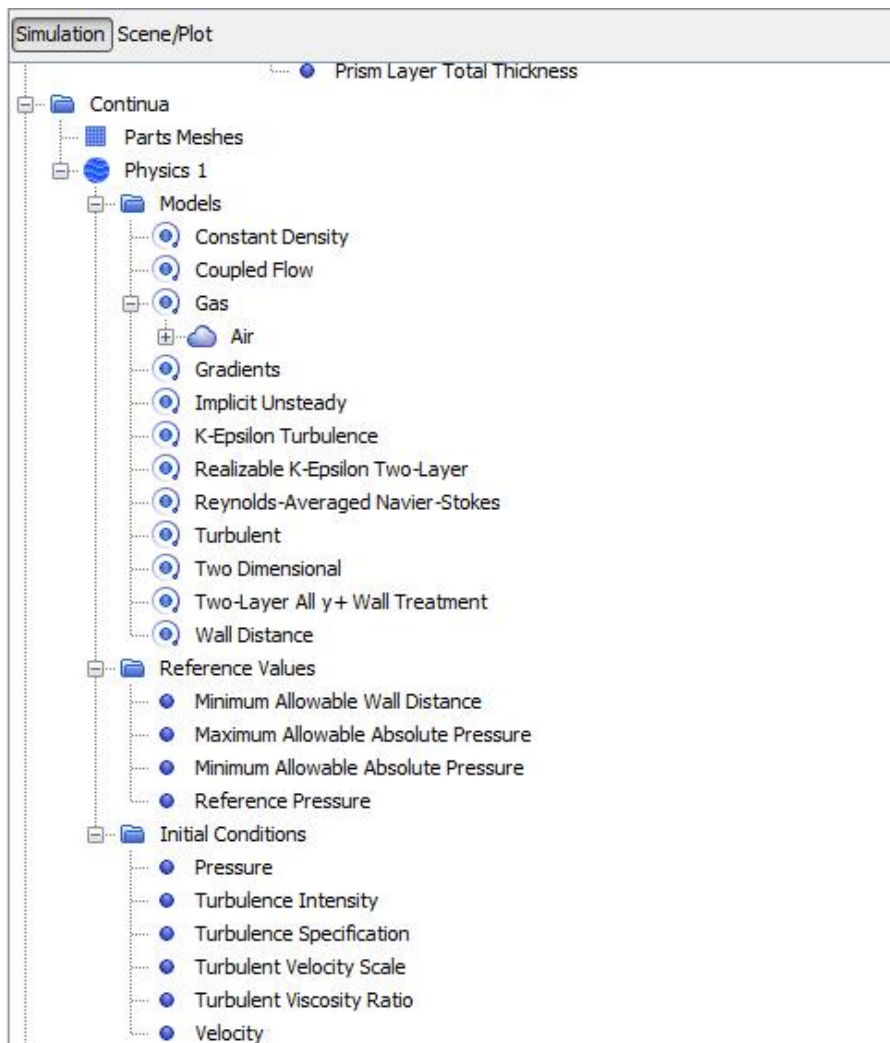 Simulation Scene/Plot
Prism Layer Total Thickness
Continua
Parts Meshes
Physics 1
Models
Constant Density
Coupled Flow
Gas
Air
Gradients
Implicit Unsteady
K-Epsilon Turbulence
Realizable K-Epsilon Two-Layer
Reynolds-Averaged Navier-Stokes
Turbulent
Two Dimensional
Two-Layer All y+ Wall Treatment
Wall Distance
Reference Values
Minimum Allowable Wall Distance
Maximum Allowable Absolute Pressure
Minimum Allowable Absolute Pressure
Reference Pressure
Initial Conditions
Pressure
Turbulence Intensity
Turbulence Specification
Turbulent Velocity Scale
Turbulent Viscosity Ratio
Velocity